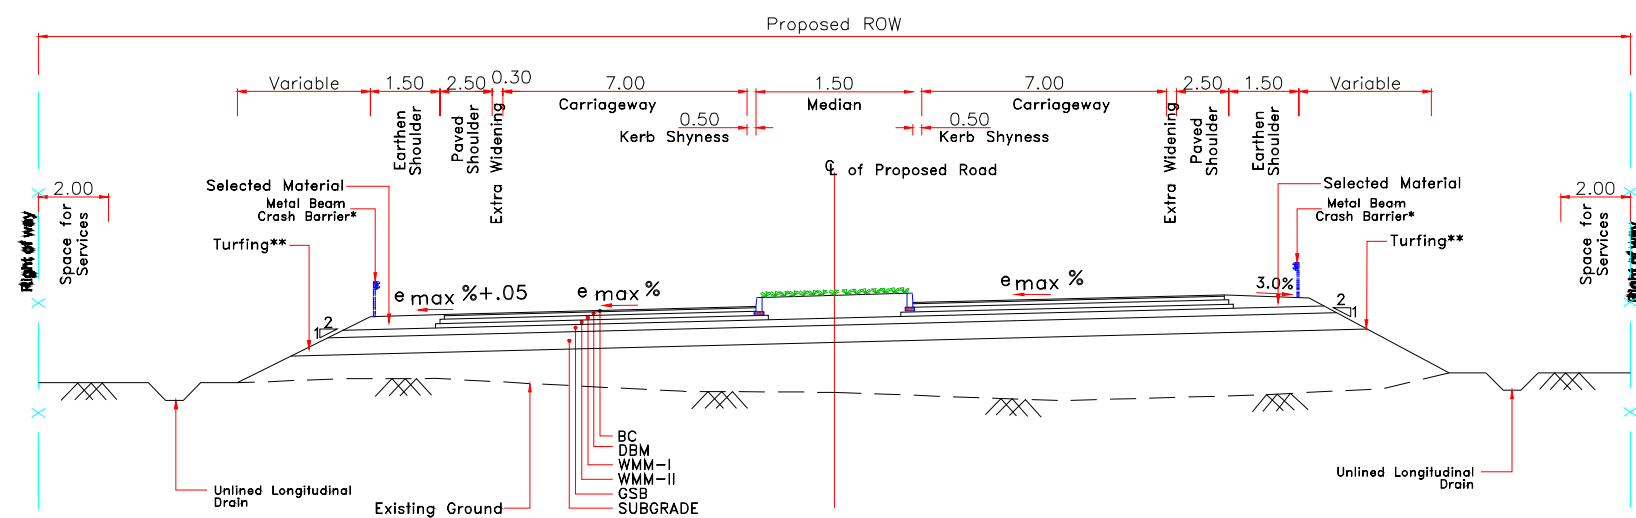 Proposed ROW
Variable
1.50
2.50
0.30
7.00
1.50
7.00
2.50
1.50
Variable
Carriageway
Median
Carriageway
0.50
Kerb Shyness
0.50
Kerb Shyness
Earthen
Shoulder
Paved
Shoulder
Extra Widening
Extra Widening
Paved
Shoulder
Earthen
Shoulder
℄ of Proposed Road
2.00
Space for
Services
Right of way
Selected Material
Metal Beam
Crash Barrier*
Turfing**
Selected Material
Metal Beam
Crash Barrier*
Turfing**
2.00
Space for
Services
Right of way
e max %+.05
e max %
e max %
3.0%
2
1
2
1
BC
DBM
WMM-I
WMM-II
GSB
SUBGRADE
Unlined Longitudinal
Drain
Existing Ground
Unlined Longitudinal
Drain